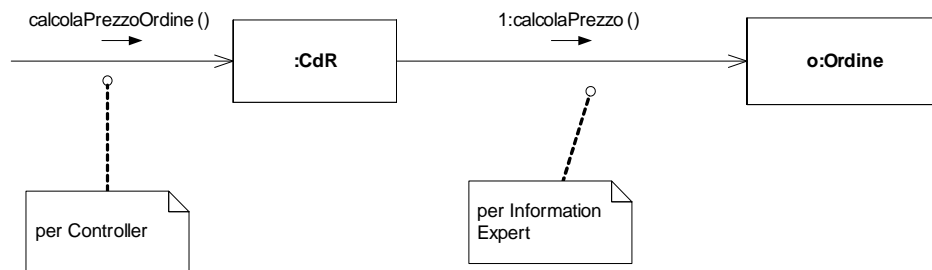 calcolaPrezzoOrdine ()
1:calcolaPrezzo ()
:CdR
o:Ordine
per Controller
per Information
Expert